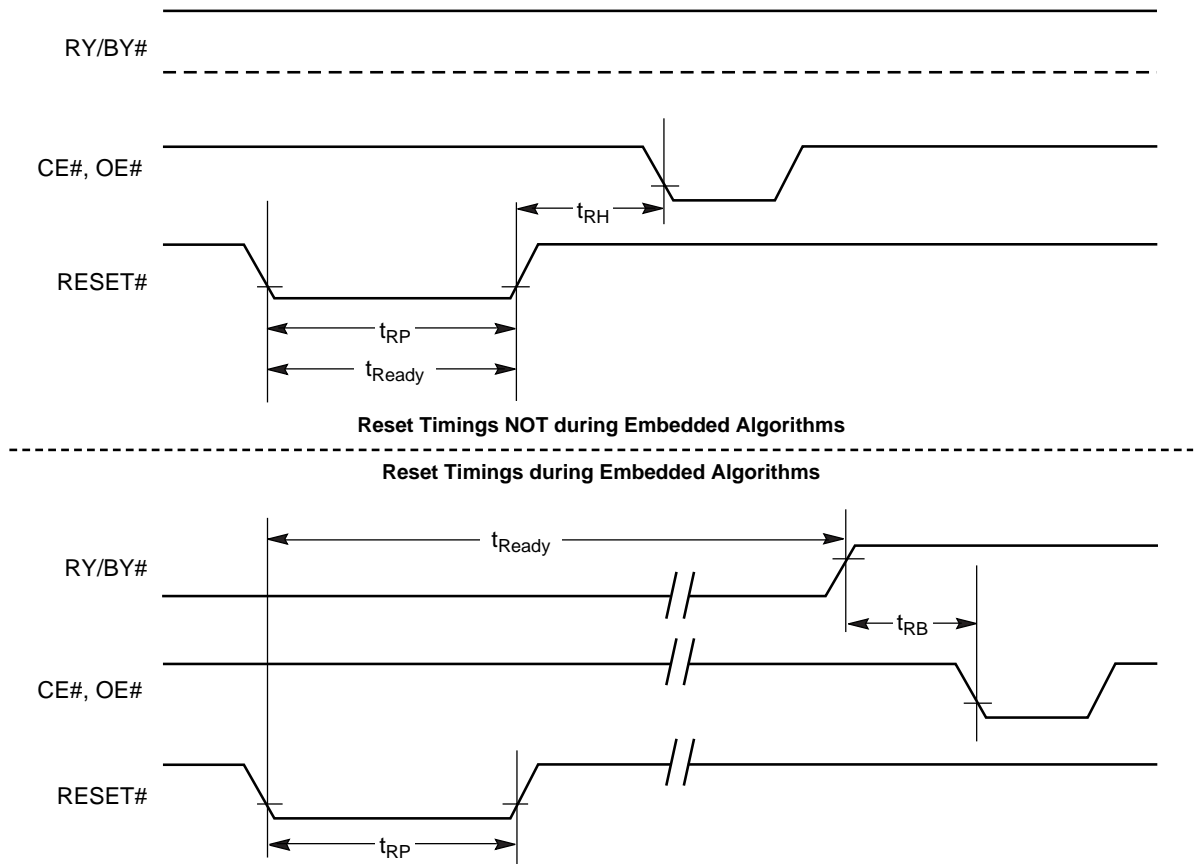 RY/BY#
CE#, OE#
tRH
RESET#
tRP
tReady
Reset Timings NOT during Embedded Algorithms
Reset Timings during Embedded Algorithms
tReady
RY/BY#
tRB
CE#, OE#
RESET#
tRP